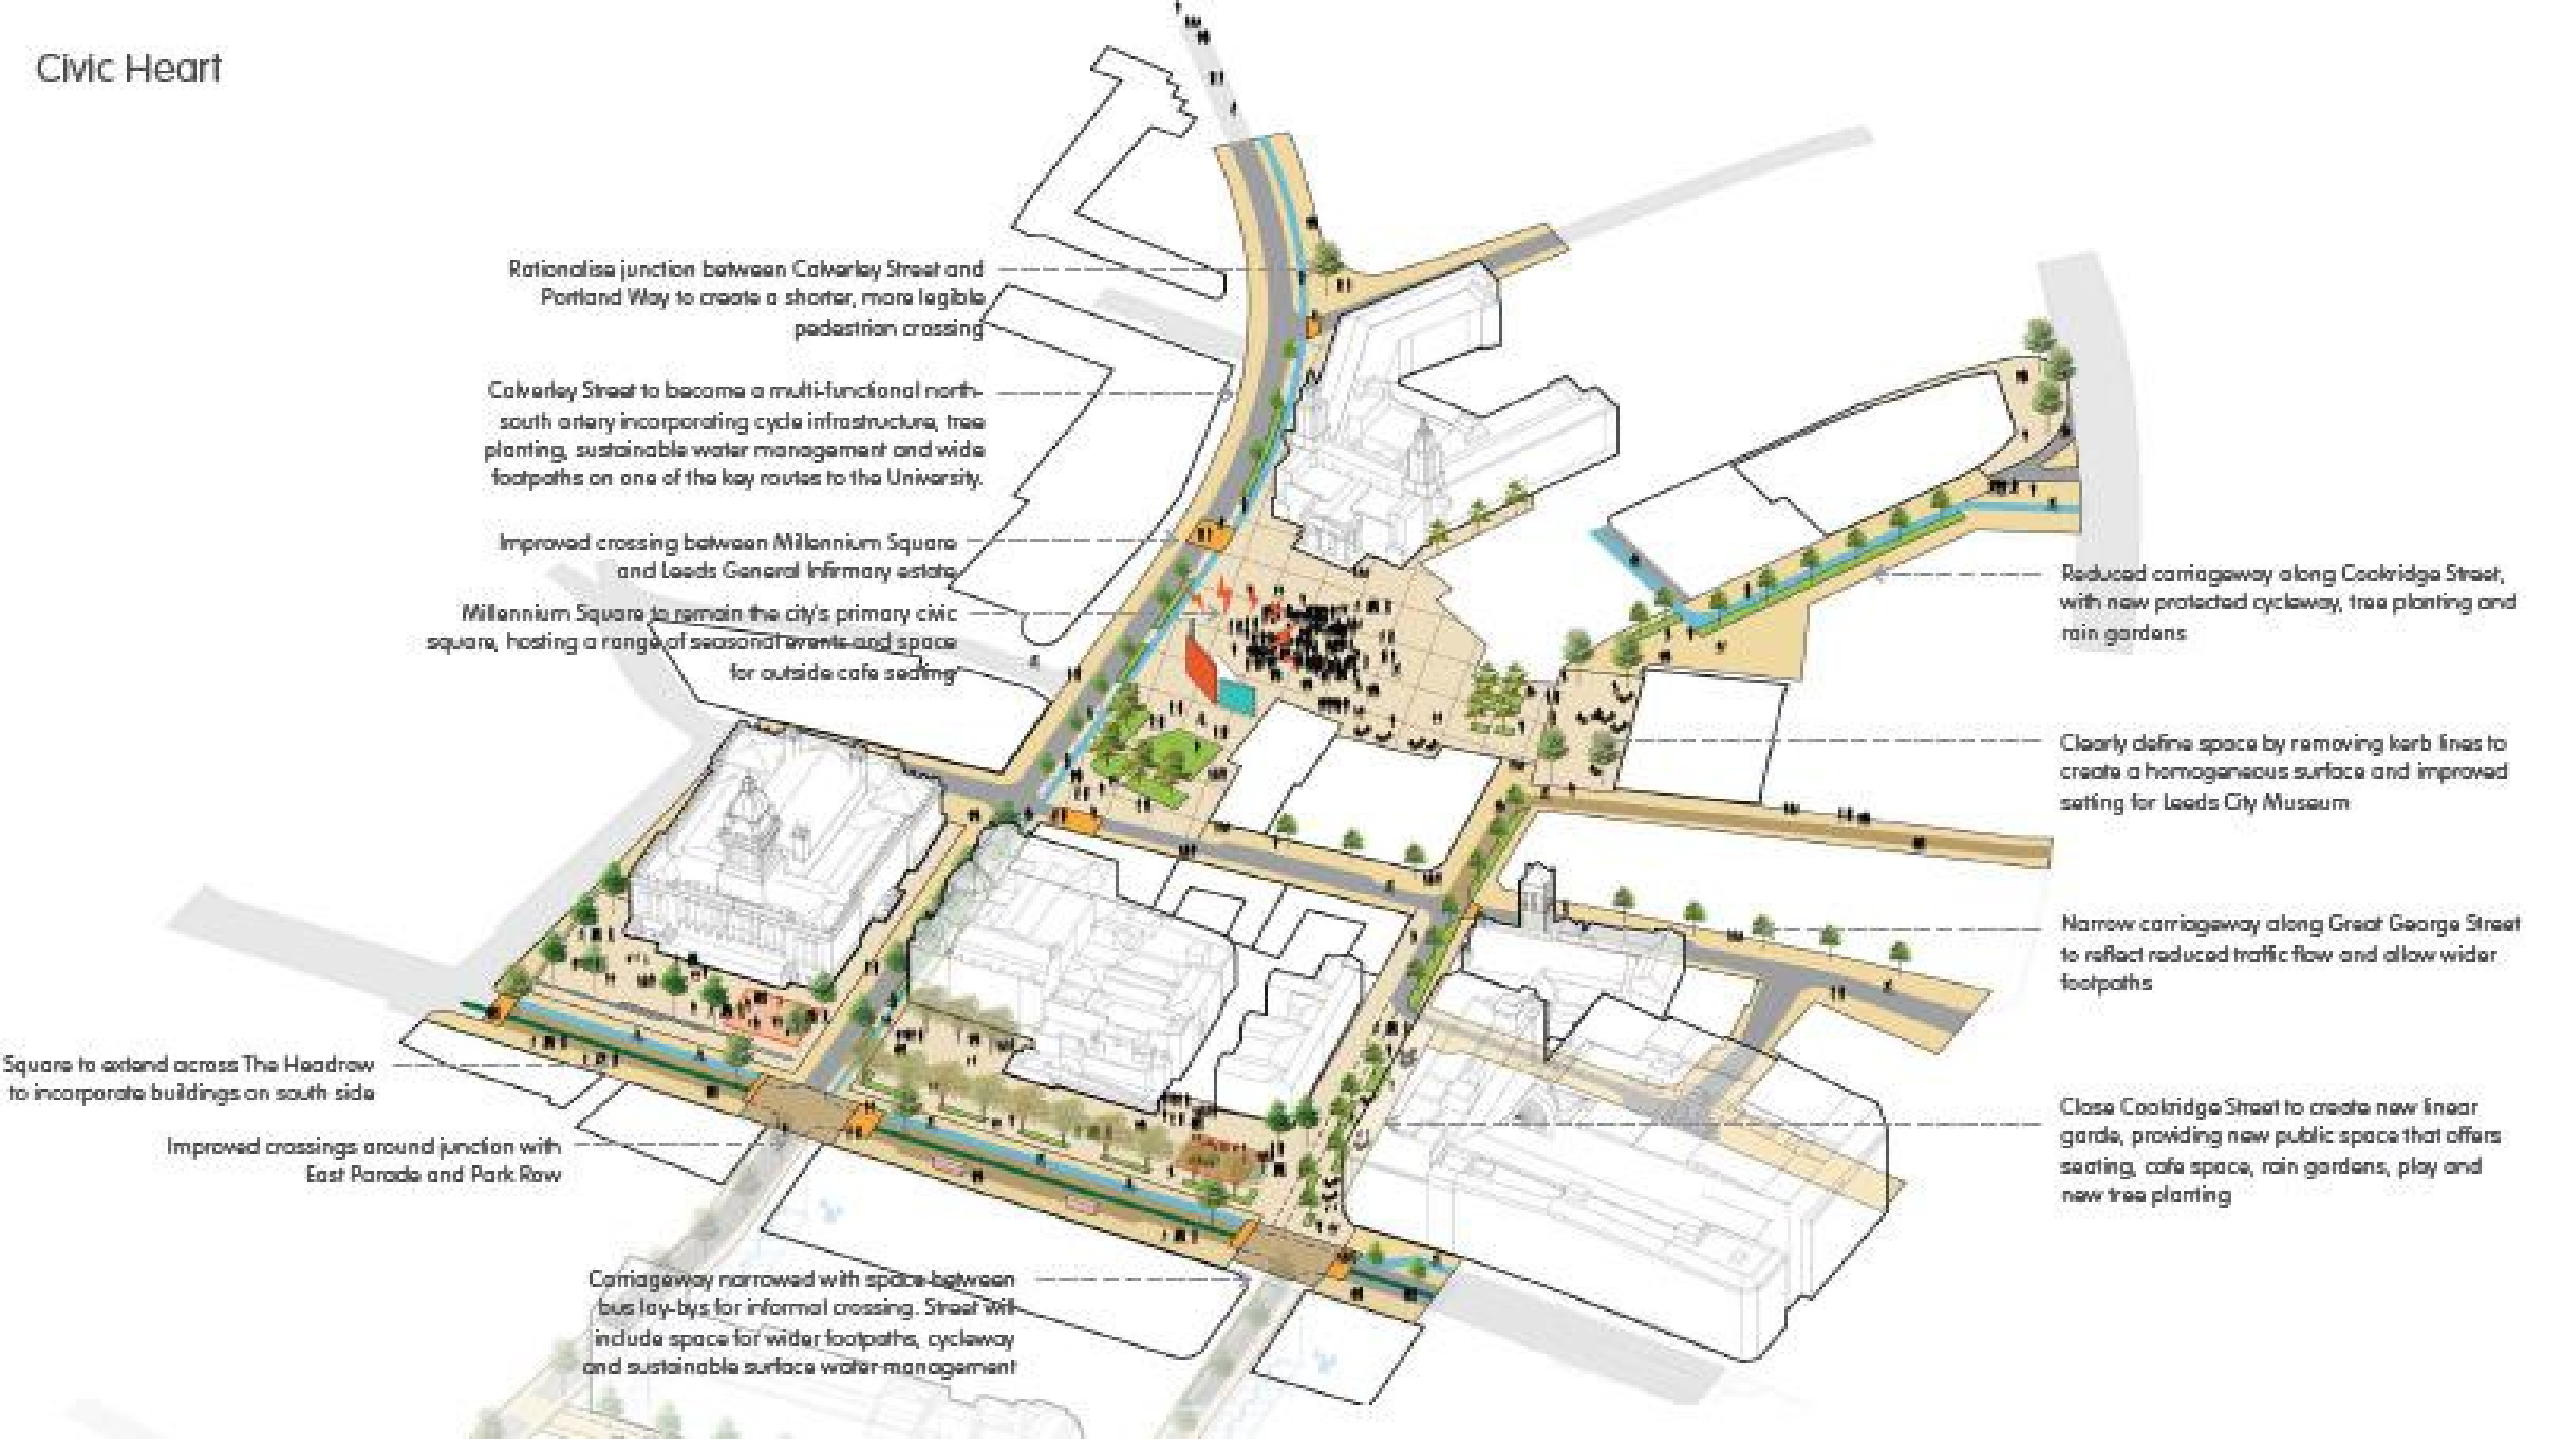 Civic Heart
Rationalise junction between Calverley Street and
Portland Way to create a shorter, more legible
pedestrian crossing
Calverley Street to become a multi-functional north-
south artery incorporating cycle infrastructure, tree
planting, sustainable water management and wide
footpaths on one of the key routes to the University.
Improved crossing between Millennium Square
and Leeds General Infirmary estate
Millennium Square to remain the city's primary civic
square, hosting a range of seasonal events and space
for outside cafe seating
Square to extend across The Headrow
to incorporate buildings on south side
Improved crossings around junction with
East Parade and Park Row
Carriageway narrowed with space between
bus lay-bys for informal crossing. Street will
include space for wider footpaths, cycleway
and sustainable surface water management
Reduced carriageway along Cookridge Street,
with new protected cycleway, tree planting and
rain gardens
Clearly define space by removing kerb lines to
create a homogeneous surface and improved
setting for Leeds City Museum
Narrow carriageway along Great George Street
to reflect reduced traffic flow and allow wider
footpaths
Close Cookridge Street to create new linear
garde, providing new public space that offers
seating, cafe space, rain gardens, play and
new tree planting